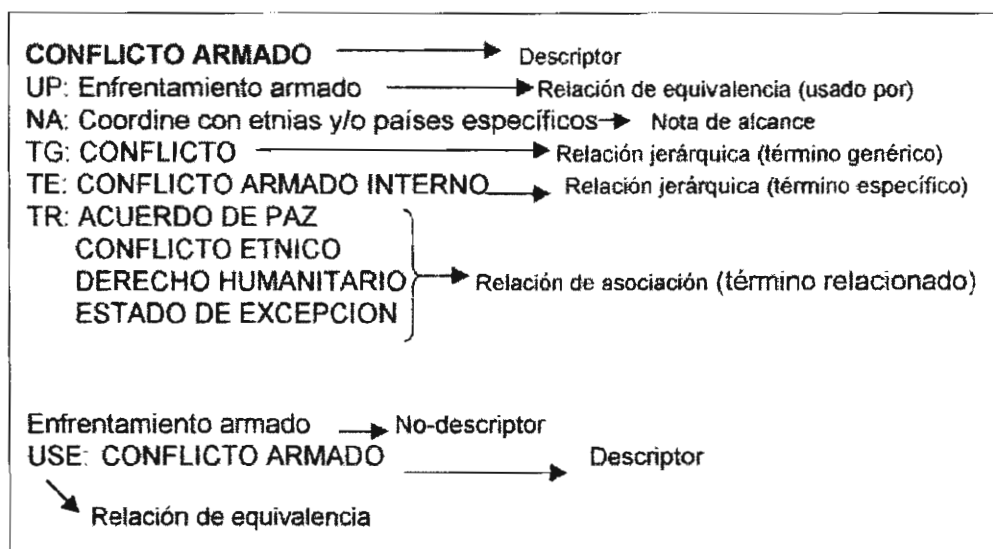 CONFLICTO ARMADO Descriptor
UP: Enfrentamiento armado Relación de equivalencia (usado por)
NA: Coordine con etnias y/o países específicos Nota de alcance
TG: CONFLICTO Relación jerárquica (término genérico)
TE: CONFLICTO ARMADO INTERNO Relación jerárquica (término específico)
TR: ACUERDO DE PAZ
CONFLICTO ETNICO
DERECHO HUMANITARIO Relación de asociación (término relacionado)
ESTADO DE EXCEPCION
Enfrentamiento armado No-descriptor
USE: CONFLICTO ARMADO Descriptor
Relación de equivalencia